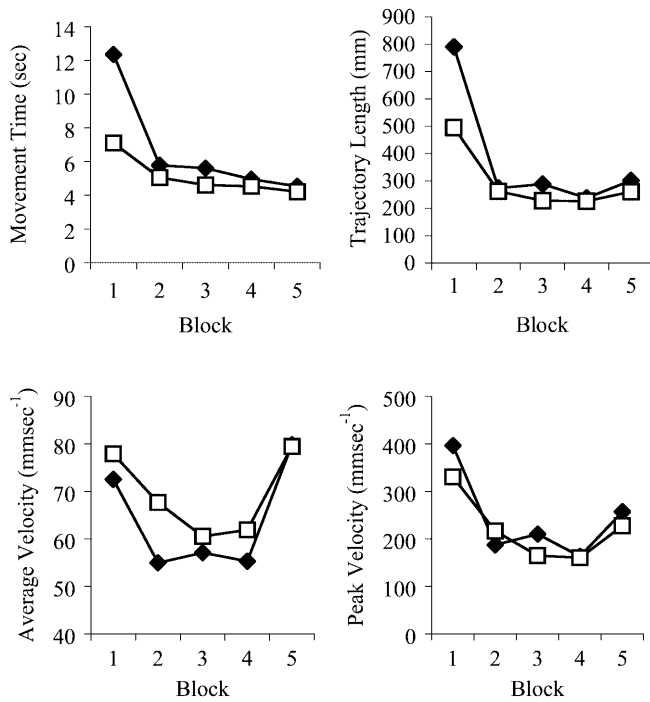 Movement Time (sec)
14
12
10
8
6
4
2
0
1 2 3 4 5
Block
Trajectory Length (mm)
900
800
700
600
500
400
300
200
100
0
1 2 3 4 5
Block
Average Velocity (mmsec⁻¹)
90
80
70
60
50
40
1 2 3 4 5
Block
Peak Velocity (mmsec⁻¹)
500
400
300
200
100
0
1 2 3 4 5
Block